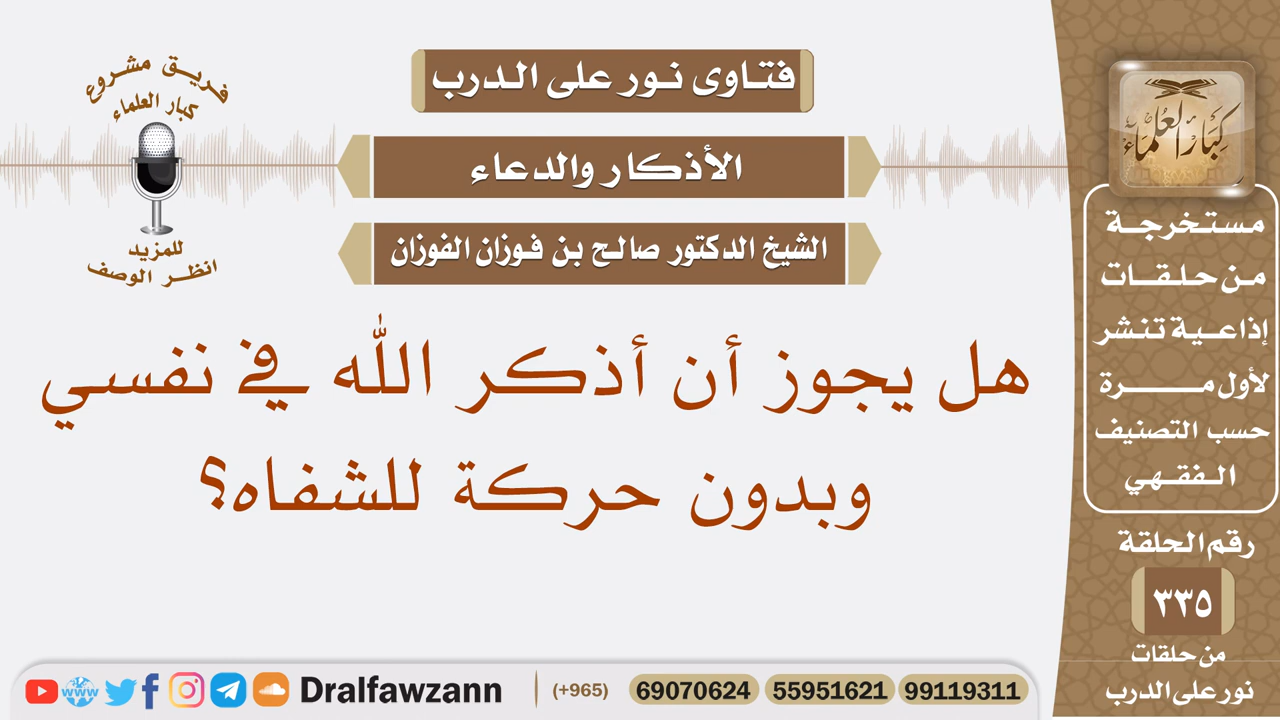 فتاوى نور على الدرب
الأذكار والدعاء
الشيخ الدكتور صالح بن فوزان الفوزان
هل يجوز أن أذكر الله في نفسي
وبدون حركة للشفاه؟
فريق مشروع
كبار العلماء
للمزيد
انظر الوصف
كبار العلماء
مستخرجة
من حلقات
إذاعية تنشر
لأول مرة
حسب التصنيف
الفقهي
رقم الحلقة
٣٣٥
من حلقات
نور على الدرب
www Dralfawzann (+965) 69070624 55951621 99119311